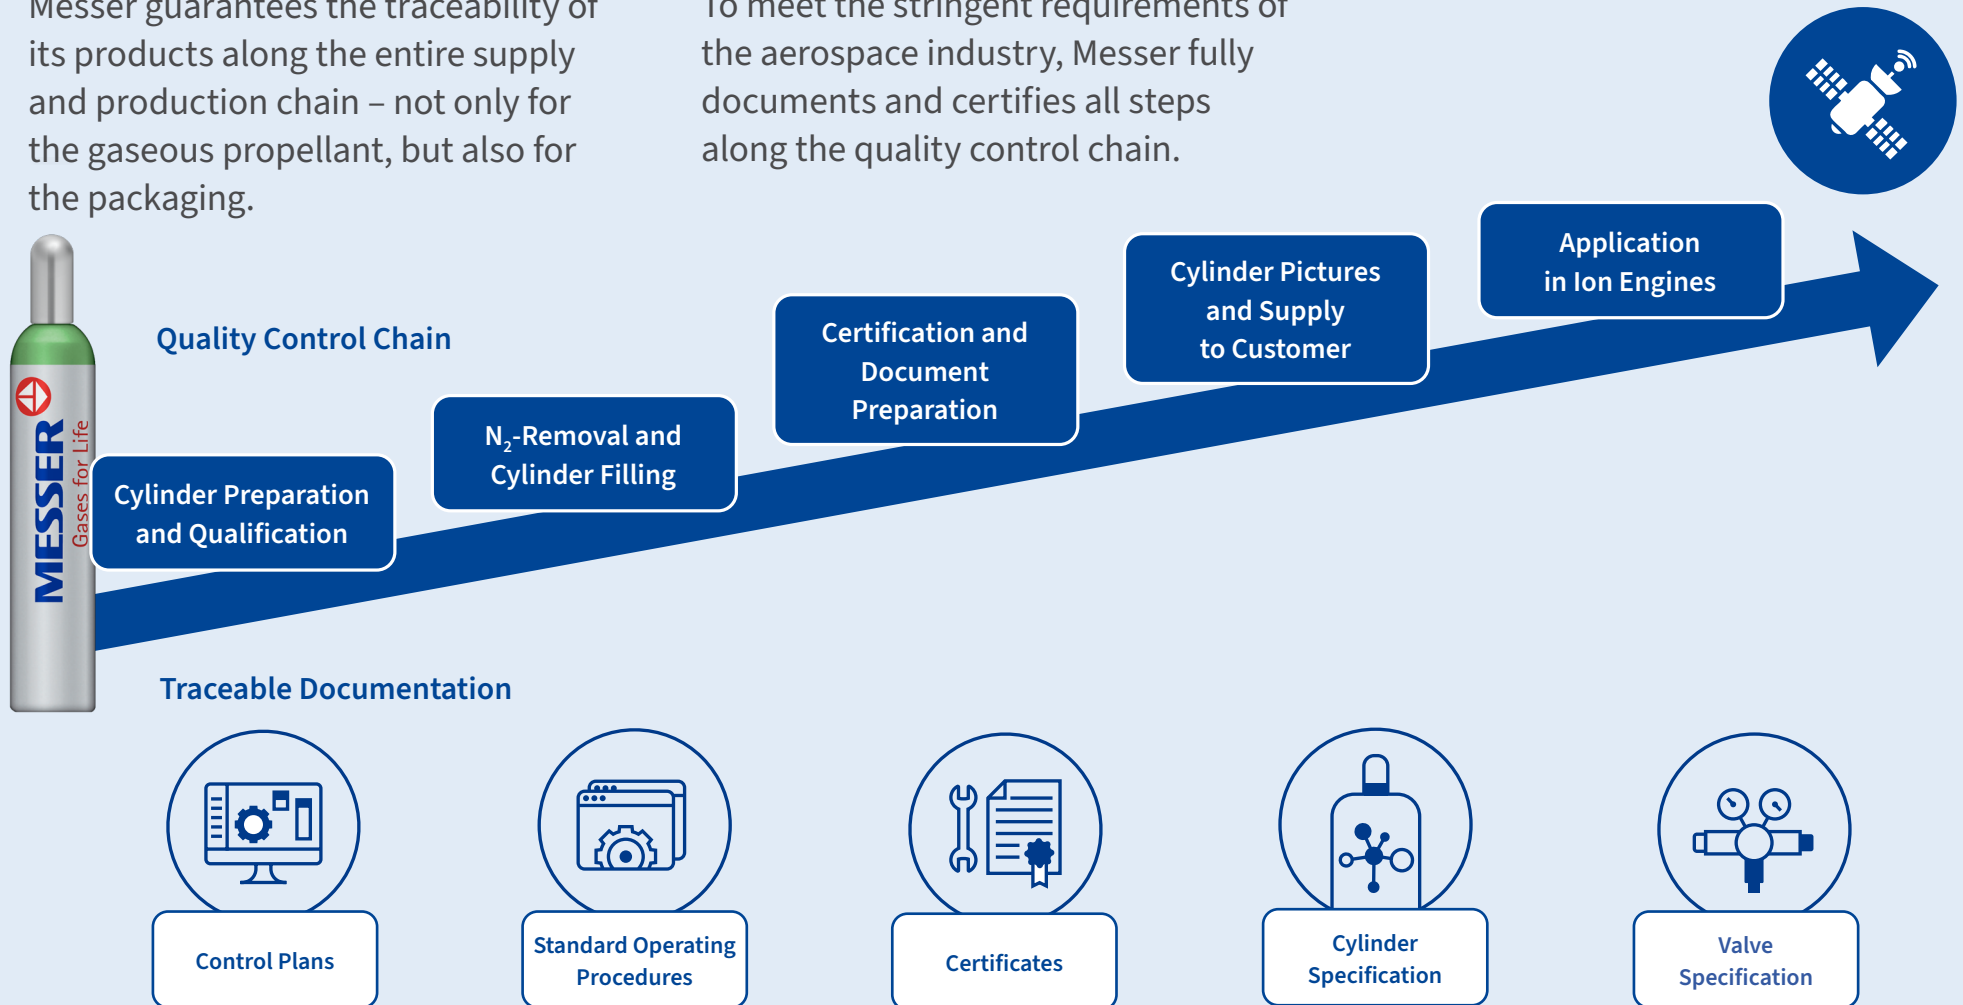 Messer guarantees the traceability of
its products along the entire supply
and production chain – not only for
the gaseous propellant, but also for
the packaging.
To meet the stringent requirements of
the aerospace industry, Messer fully
documents and certifies all steps
along the quality control chain.
Quality Control Chain
MESSER
Gases for Life
Cylinder Preparation
and Qualification
N₂-Removal and
Cylinder Filling
Certification and
Document
Preparation
Cylinder Pictures
and Supply
to Customer
Application
in Ion Engines
Traceable Documentation
Control Plans
Standard Operating
Procedures
Certificates
Cylinder
Specification
Valve
Specification